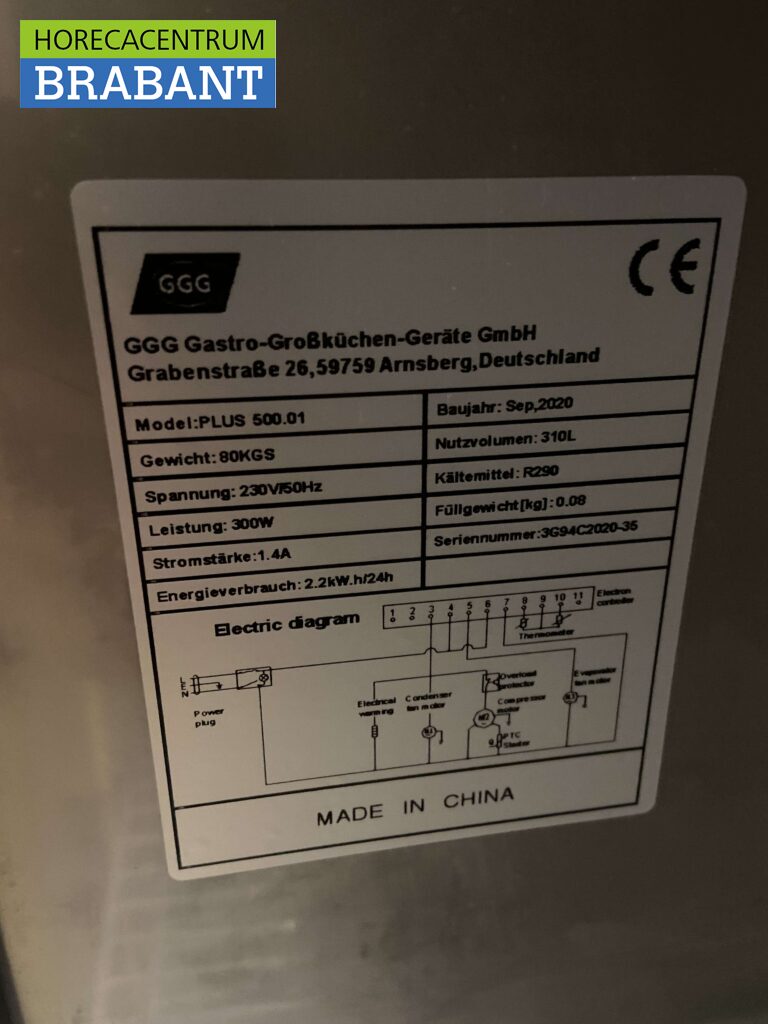 HORECACENTRUM
BRABANT
GGG
CE
GGG Gastro-Großküchen-Geräte GmbH
Grabenstraße 26,59759 Arnsberg,Deutschland
Model:PLUS 500.01
Gewicht: 80KGS
Spannung: 230V/50Hz
Leistung: 300W
Stromstärke:1.4A
Energieverbrauch: 2.2kW.h/24h
Baujahr: Sep,2020
Nutzvolumen: 310L
Kältemittel: R290
Füllgewicht[kg]: 0.08
Seriennummer:3G94C2020-35
Electric diagram
1 2 3 4 5 6 7 8 9 10 11
Electron
controller
Thermometer
L
E
N
Power
plug
Electrical
warming
Condenser
fan motor
Overload
protector
Compressor
motor
M2
PTC
Evaporator
fan motor
MADE IN CHINA